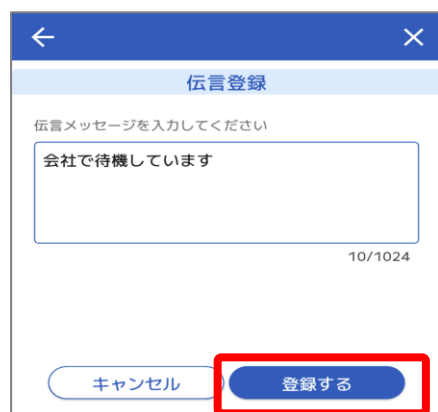 伝言登録
伝言メッセージを入力してください
会社で待機しています
10/1024
キャンセル
登録する